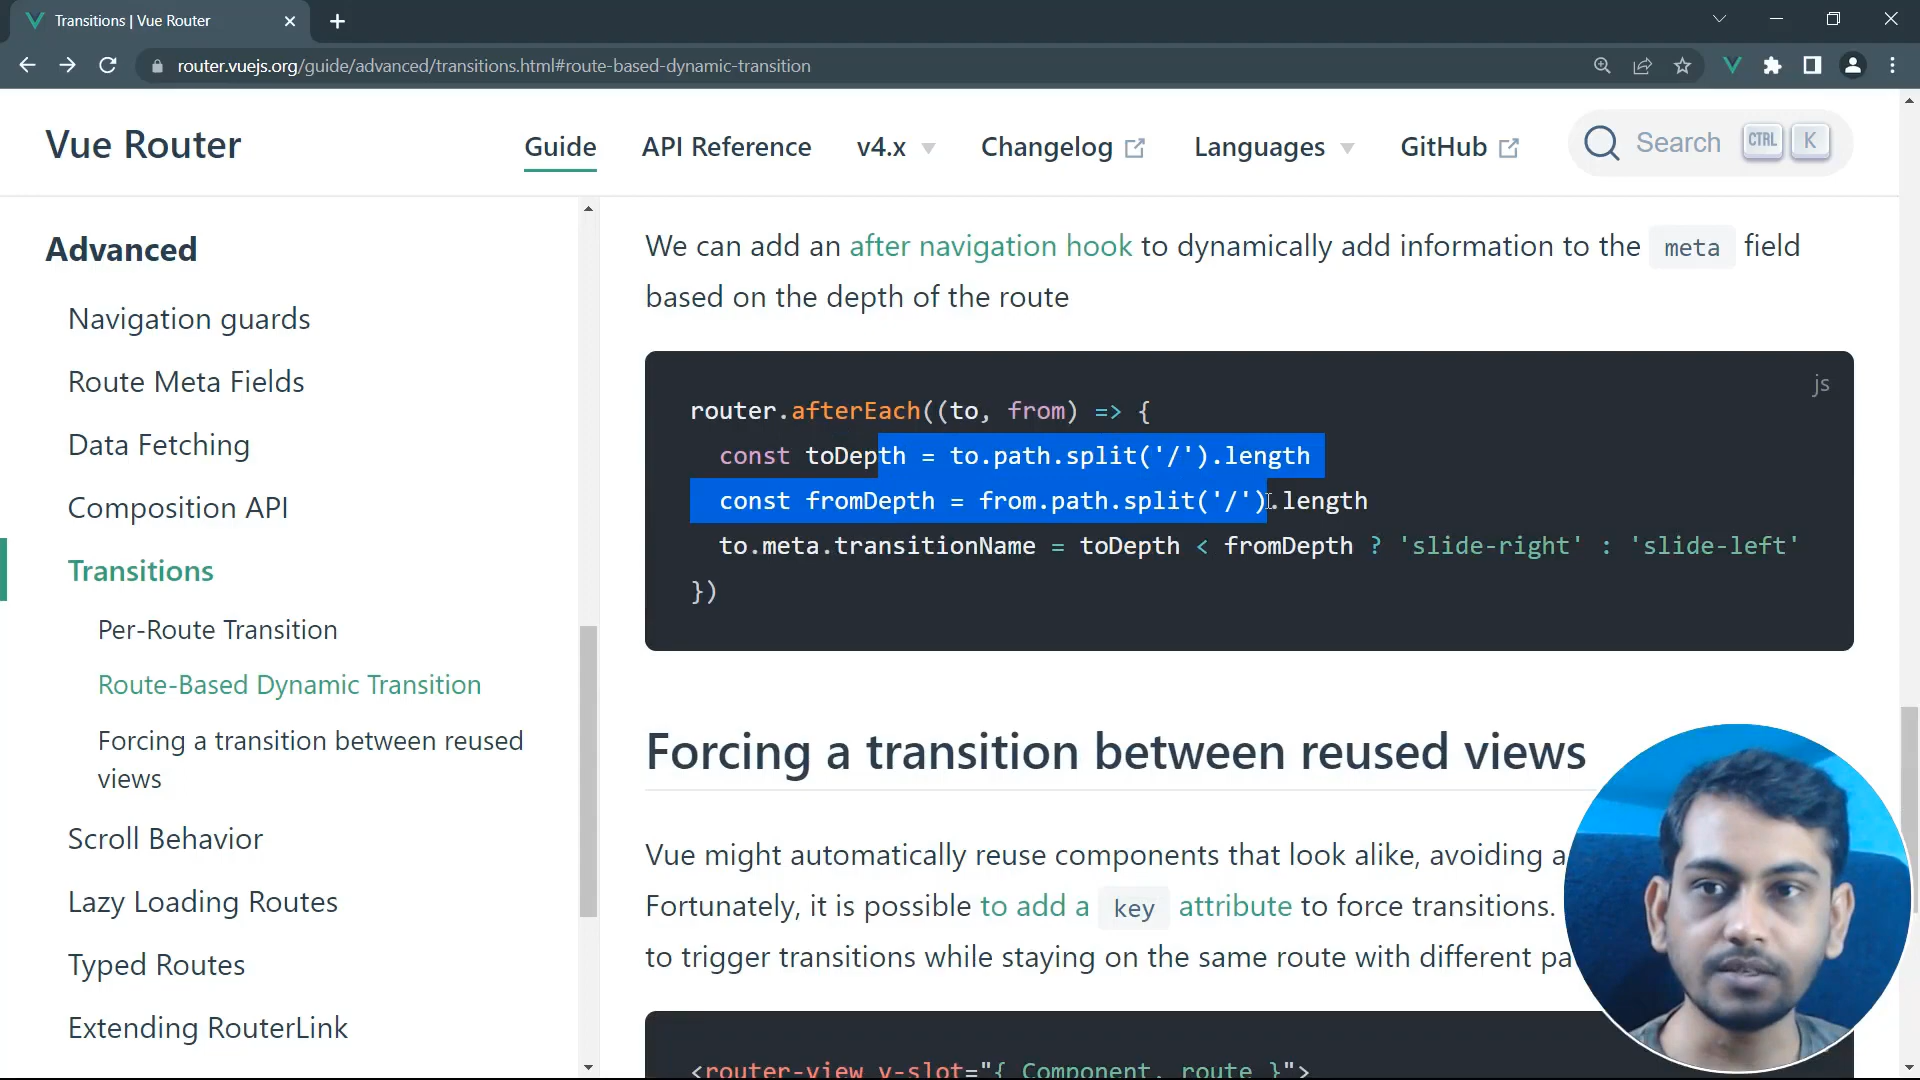 Transitions | Vue Router
router.vuejs.org/guide/advanced/transitions.html#route-based-dynamic-transition
Vue Router
Guide
API Reference
v4.x
Changelog
Languages
GitHub
Search
CTRL
K
Advanced
Navigation guards
Route Meta Fields
Data Fetching
Composition API
Transitions
Per-Route Transition
Route-Based Dynamic Transition
Forcing a transition between reused
views
Scroll Behavior
Lazy Loading Routes
Typed Routes
Extending RouterLink
We can add an after navigation hook to dynamically add information to the meta field
based on the depth of the route
js
router.afterEach((to, from) => {
const toDepth = to.path.split('/').length
const fromDepth = from.path.split('/').length
to.meta.transitionName = toDepth < fromDepth ? 'slide-right' : 'slide-left'
})
Forcing a transition between reused views
Vue might automatically reuse components that look alike, avoiding a
Fortunately, it is possible to add a key attribute to force transitions.
to trigger transitions while staying on the same route with different pa
<router-view v-slot="{ Component, route }">